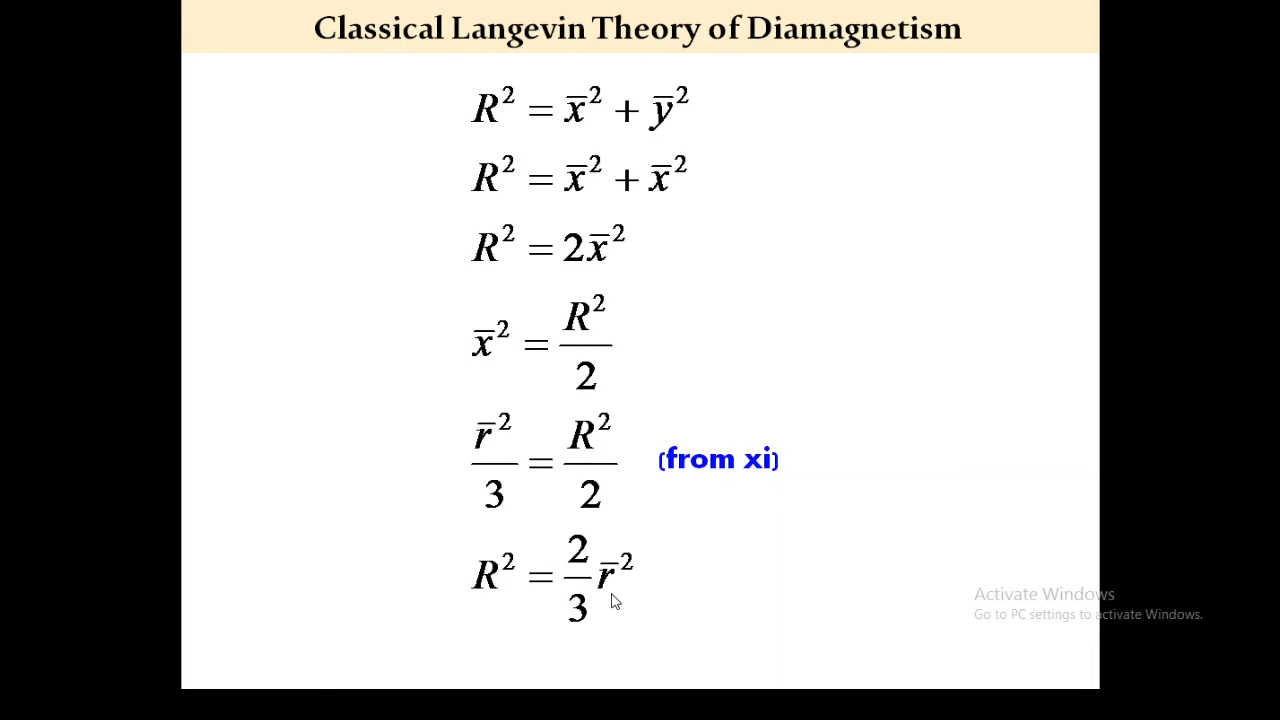 Classical Langevin Theory of Diamagnetism
R² = x̅² + y̅²
R² = x̅² + x̅²
R² = 2x̅²
x̅² = R²/2
r̅²/3 = R²/2 (from xi)
R² = 2/3 r̅²
Activate Windows
Go to PC settings to activate Windows.